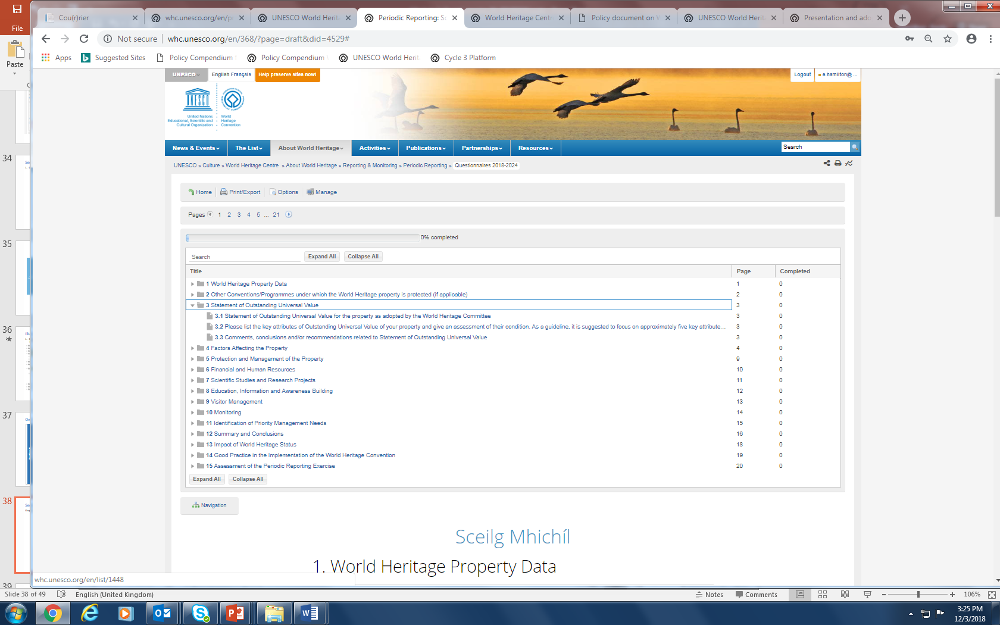 File
Paste
34
35
36
37
38
39
Cou(r)rier
whc.unesco.org/en/p
UNESCO World Herit
Periodic Reporting: Sc
World Heritage Centr
Policy document on
UNESCO World Herit
Presentation and ado
Not secure
whc.unesco.org/en/368/?page=draft&did=4529#
Apps
Suggested Sites
Policy Compendium
Policy Compendium
UNESCO World Herit
Cycle 3 Platform
UNESCO
English Français
Help preserve sites now!
Logout
e.hamilton@ ...
UNESCO
United Nations
Educational, Scientific and
Cultural Organization
World
Heritage
Convention
News & Events
The List
About World Heritage
Activities
Publications
Partnerships
Resources
Search
UNESCO » Culture » World Heritage Centre » About World Heritage » Reporting & Monitoring » Periodic Reporting » Questionnaires 2018-2024
Home
Print/Export
Options
Manage
Pages 1 2 3 4 5 ... 21
0% completed
Search
Expand All
Collapse All
Title Page Completed
1 World Heritage Property Data 1 0
2 Other Conventions/Programmes under which the World Heritage property is protected (if applicable) 2 0
3 Statement of Outstanding Universal Value 3 0
3.1 Statement of Outstanding Universal Value for the property as adopted by the World Heritage Committee 3 0
3.2 Please list the key attributes of Outstanding Universal Value of your property and give an assessment of their condition. As a guideline, it is suggested to focus on approximately five key attribute... 3 0
3.3 Comments, conclusions and/or recommendations related to Statement of Outstanding Universal Value 3 0
4 Factors Affecting the Property 4 0
5 Protection and Management of the Property 9 0
6 Financial and Human Resources 10 0
7 Scientific Studies and Research Projects 11 0
8 Education, Information and Awareness Building 12 0
9 Visitor Management 13 0
10 Monitoring 14 0
11 Identification of Priority Management Needs 15 0
12 Summary and Conclusions 16 0
13 Impact of World Heritage Status 18 0
14 Good Practice in the Implementation of the World Heritage Convention 19 0
15 Assessment of the Periodic Reporting Exercise 20 0
Expand All
Collapse All
Navigation
Sceilg Mhichíl
1. World Heritage Property Data
whc.unesco.org/en/list/1448
Slide 38 of 49
English (United Kingdom)
Notes
Comments
106%
3:25 PM
12/3/2018